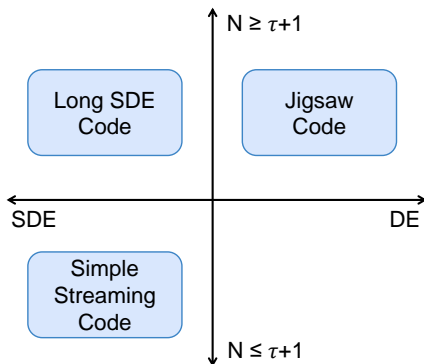 N ≥ τ+1
Long SDE
Code
Jigsaw
Code
SDE
DE
Simple
Streaming
Code
N ≤ τ+1